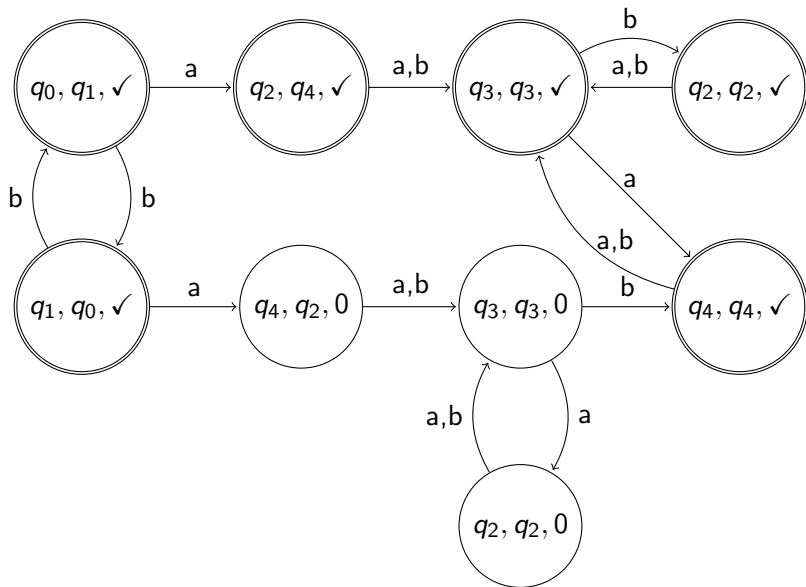 b
q₀, q₁, ✓ a q₂, q₄, ✓ a,b q₃, q₃, ✓ a,b q₂, q₂, ✓
a
b b
a,b
q₁, q₀, ✓ a q₄, q₂, 0 a,b q₃, q₃, 0 b q₄, q₄, ✓
a,b a
q₂, q₂, 0